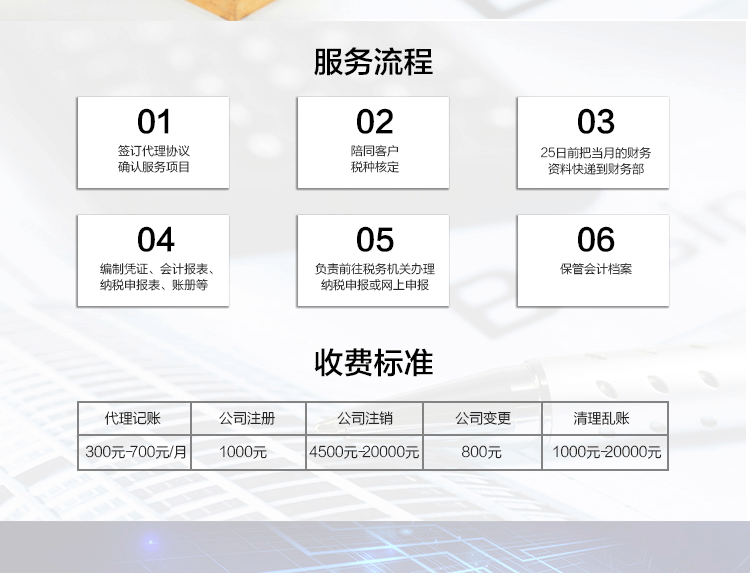 服务流程
01
签订代理协议
确认服务项目
02
陪同客户
税种核定
03
25日前把当月的财务
资料快递到财务部
04
编制凭证、会计报表、
纳税申报表、账册等
05
负责前往税务机关办理
纳税申报或网上申报
06
保管会计档案
收费标准
代理记账 公司注册 公司注销 公司变更 清理乱账
300元-700元/月 1000元 4500元-20000元 800元 1000元-20000元